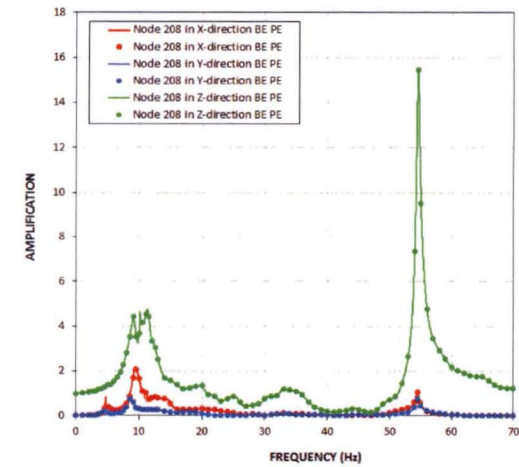 18
16
14
12
10
8
6
4
2
0
AMPLIFICATION
Node 208 in X-direction BE PE
Node 208 in X-direction BE PE
Node 208 in Y-direction BE PE
Node 208 in Y-direction BE PE
Node 208 in Z-direction BE PE
Node 208 in Z-direction BE PE
0 10 20 30 40 50 60 70
FREQUENCY (Hz)